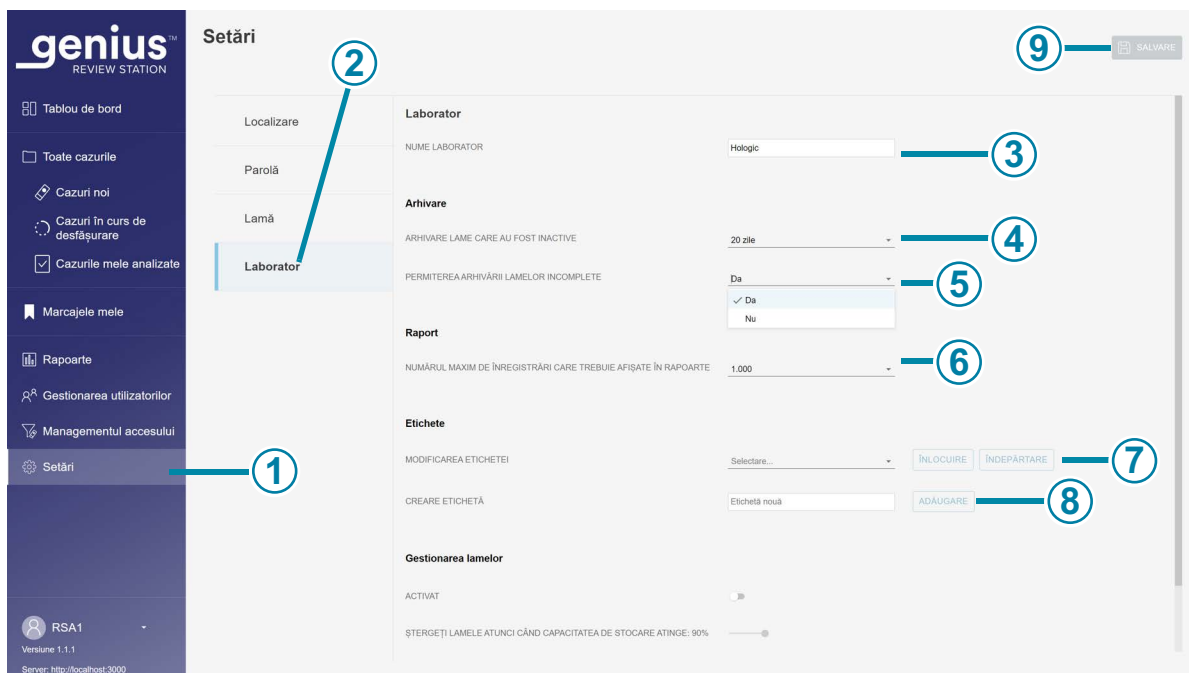 genius™
REVIEW STATION
Tablou de bord
Toate cazurile
Cazuri noi
Cazuri în curs de
desfășurare
Cazurile mele analizate
Marcajele mele
Rapoarte
Gestionarea utilizatorilor
Managementul accesului
Setări
RSA1
Versiune 1.1.1
Server: http://localhost:3000
Setări
SALVARE
Localizare
Parolă
Lamă
Laborator
Laborator
NUME LABORATOR
Hologic
Arhivare
ARHIVARE LAME CARE AU FOST INACTIVE
20 zile
PERMITEREA ARHIVĂRII LAMELOR INCOMPLETE
Da
Da
Nu
Raport
NUMĂRUL MAXIM DE ÎNREGISTRĂRI CARE TREBUIE AFIȘATE ÎN RAPOARTE
1.000
Etichete
MODIFICAREA ETICHETEI
Selectare...
ÎNLOCUIRE
ÎNDEPĂRTARE
CREARE ETICHETĂ
Etichetă nouă
ADĂUGARE
Gestionarea lamelor
ACTIVAT
ȘTERGEȚI LAMELE ATUNCI CÂND CAPACITATEA DE STOCARE ATINGE: 90%
1
2
3
4
5
6
7
8
9